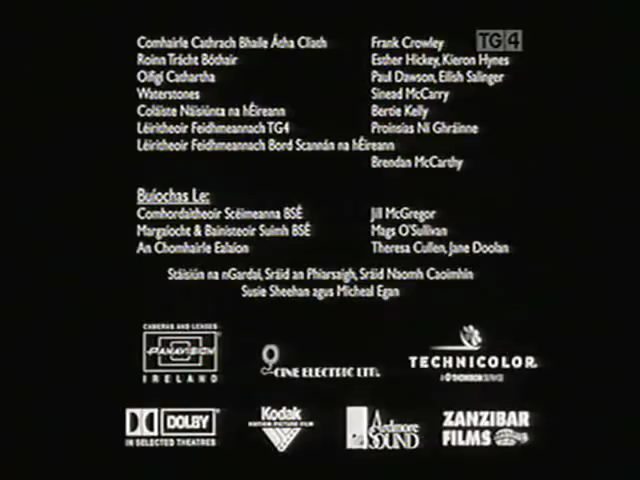 TG4
Comhairle Cathrach Bhaile Átha Cliath Frank Crowley
Roinn Trácht Bóthair Esther Hickey, Kieron Hynes
Oifigí Cathartha Paul Dawson, Eilish Salinger
Waterstones Sinead McCarry
Coláiste Náisiúnta na hÉireann Bertie Kelly
Léiritheoir Feidhmeannach TG4 Proinsias Ní Ghráinne
Léiritheoir Feidhmeannach Bord Scannán na hÉireann
Brendan McCarthy
Buíochas Le:
Comhordaitheoir Scéimeanna BSÉ Jill McGregor
Margaíocht & Bainisteoir Suímh BSÉ Mags O'Sullivan
An Chomhairle Ealaíon Theresa Cullen, Jane Doolan
Stáisiún na nGardaí, Sráid an Phiarsaigh, Sráid Naomh Caoimhín
Susie Sheehan agus Micheal Egan
CAMERAS AND LENSES
PANAVISION
IRELAND
CINE ELECTRIC LTD.
TECHNICOLOR
A THOMSON SERVICE
DOLBY
IN SELECTED THEATRES
Kodak
MOTION PICTURE FILM
Ardmore
SOUND
ZANZIBAR
FILMS